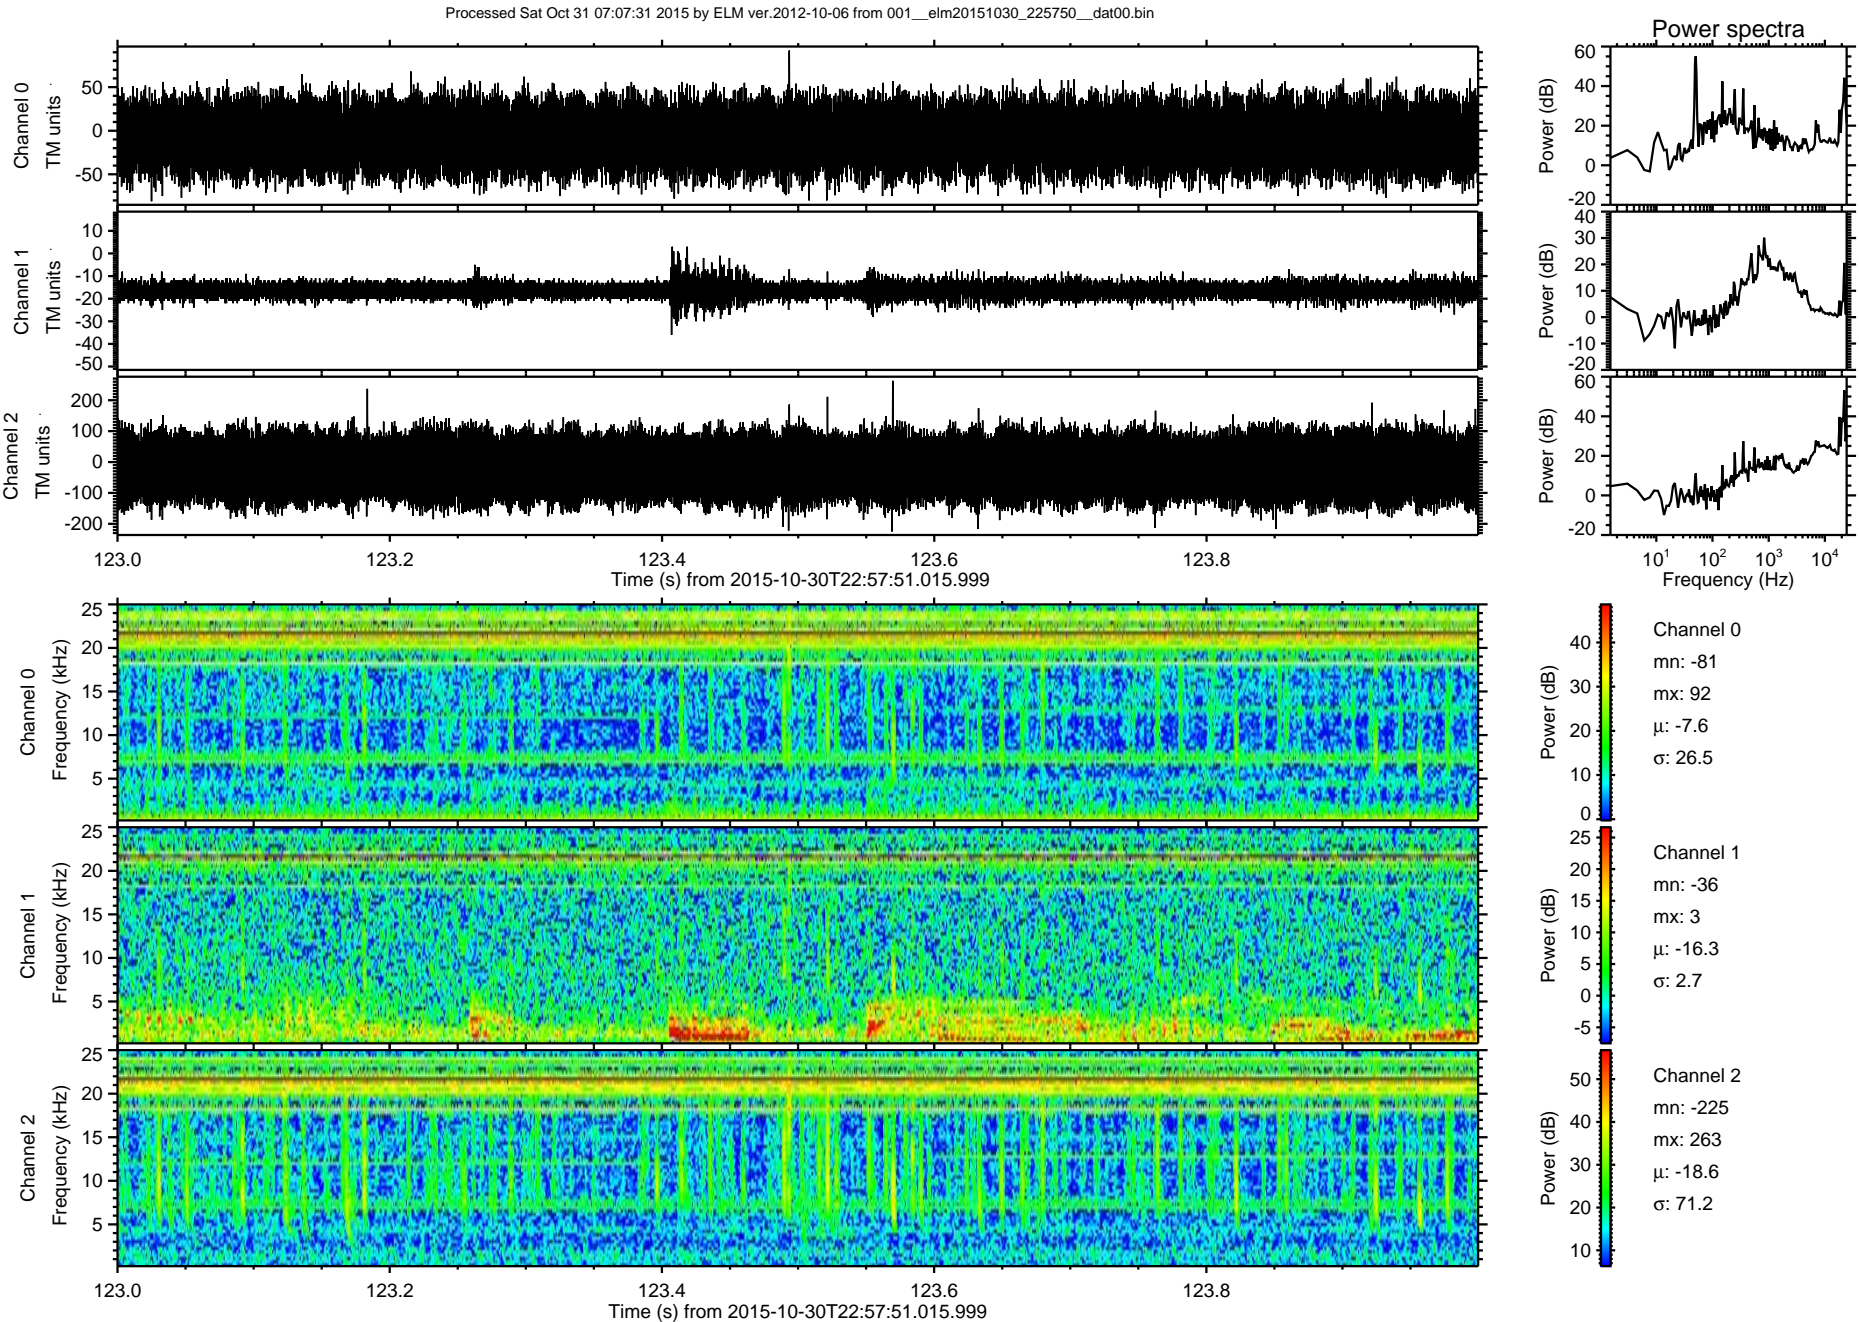 Processed Sat Oct 31 07:07:31 2015 by ELM ver.2012-10-06 from 001__elm20151030_225750__dat00.bin
Power spectra
Channel 0
TM units
50
0
-50
Power (dB)
60
40
20
0
-20
Channel 1
TM units
10
0
-10
-20
-30
-40
-50
Power (dB)
40
30
20
10
0
-10
-20
Channel 2
TM units
200
100
0
-100
-200
Power (dB)
60
40
20
0
-20
123.0 123.2 123.4 123.6 123.8
Time (s) from 2015-10-30T22:57:51.015.999
10¹ 10² 10³ 10⁴
Frequency (Hz)
Channel 0
Frequency (kHz)
25
20
15
10
5
Power (dB)
40
30
20
10
0
Channel 0
mn: -81
mx: 92
μ: -7.6
σ: 26.5
Channel 1
Frequency (kHz)
25
20
15
10
5
Power (dB)
25
20
15
10
5
0
-5
Channel 1
mn: -36
mx: 3
μ: -16.3
σ: 2.7
Channel 2
Frequency (kHz)
25
20
15
10
5
Power (dB)
50
40
30
20
10
Channel 2
mn: -225
mx: 263
μ: -18.6
σ: 71.2
123.0 123.2 123.4 123.6 123.8
Time (s) from 2015-10-30T22:57:51.015.999